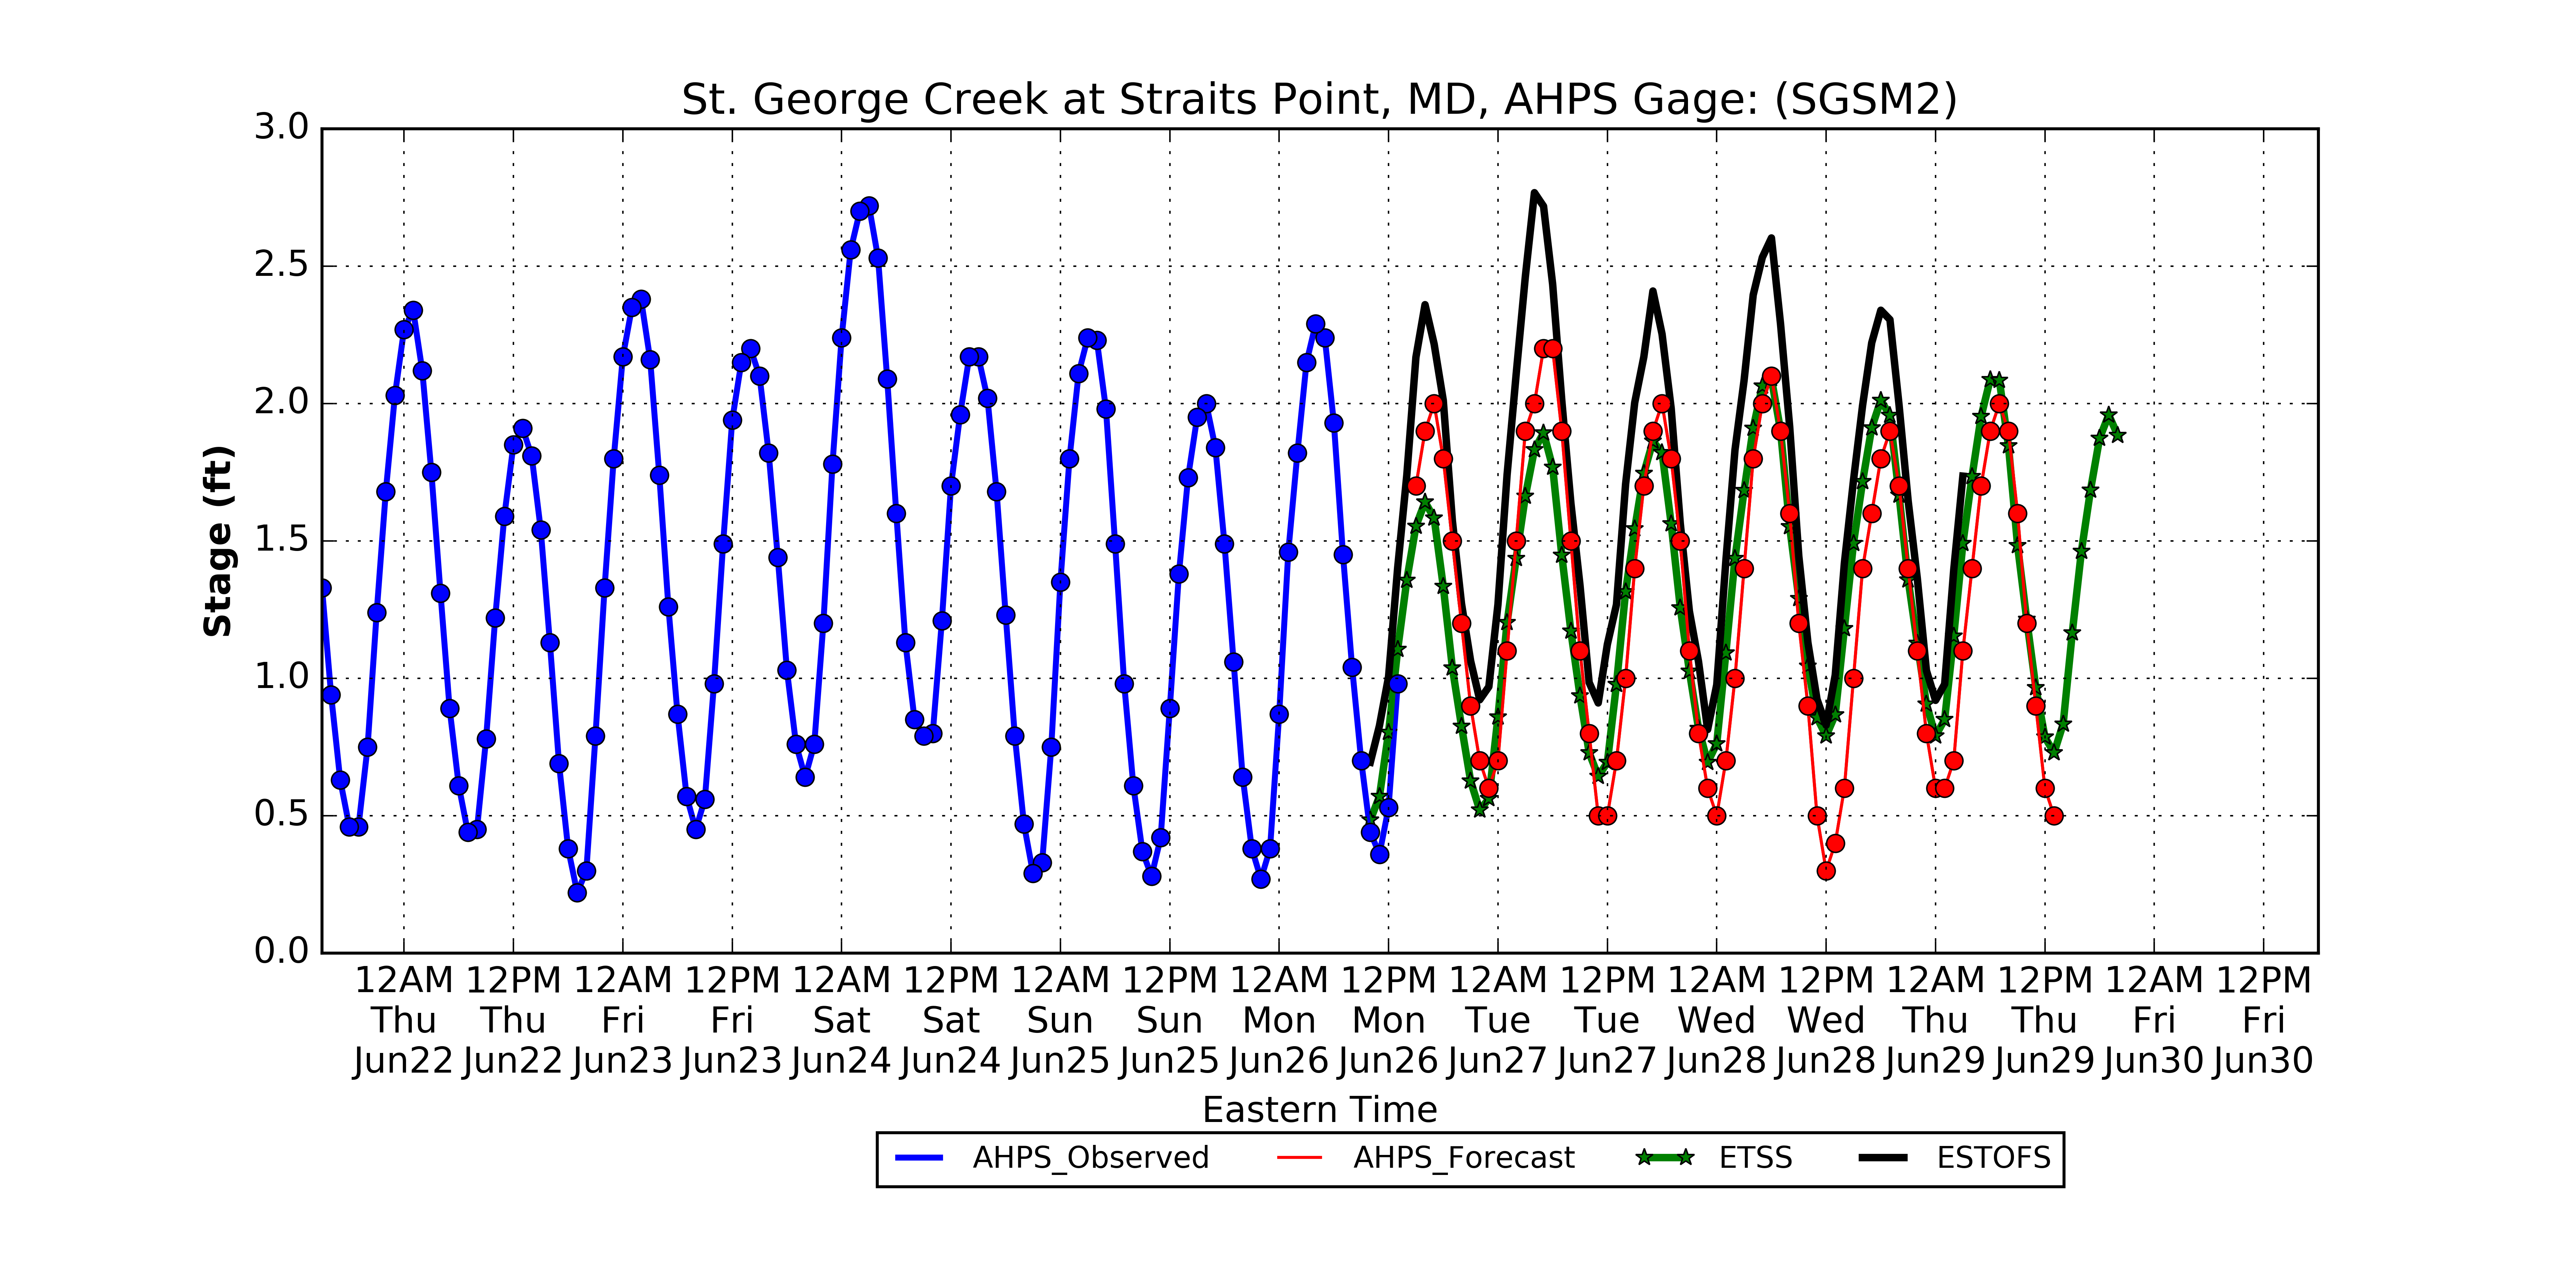 St. George Creek at Straits Point, MD, AHPS Gage: (SGSM2)
3.0
2.5
2.0
1.5
1.0
0.5
0.0
Stage (ft)
12AM 12PM 12AM 12PM 12AM 12PM 12AM 12PM 12AM 12PM 12AM 12PM 12AM 12PM 12AM 12PM 12AM 12PM
Thu Thu Fri Fri Sat Sat Sun Sun Mon Mon Tue Tue Wed Wed Thu Thu Fri Fri
Jun22 Jun22 Jun23 Jun23 Jun24 Jun24 Jun25 Jun25 Jun26 Jun26 Jun27 Jun27 Jun28 Jun28 Jun29 Jun29 Jun30 Jun30
Eastern Time
AHPS_Observed AHPS_Forecast ETSS ESTOFS